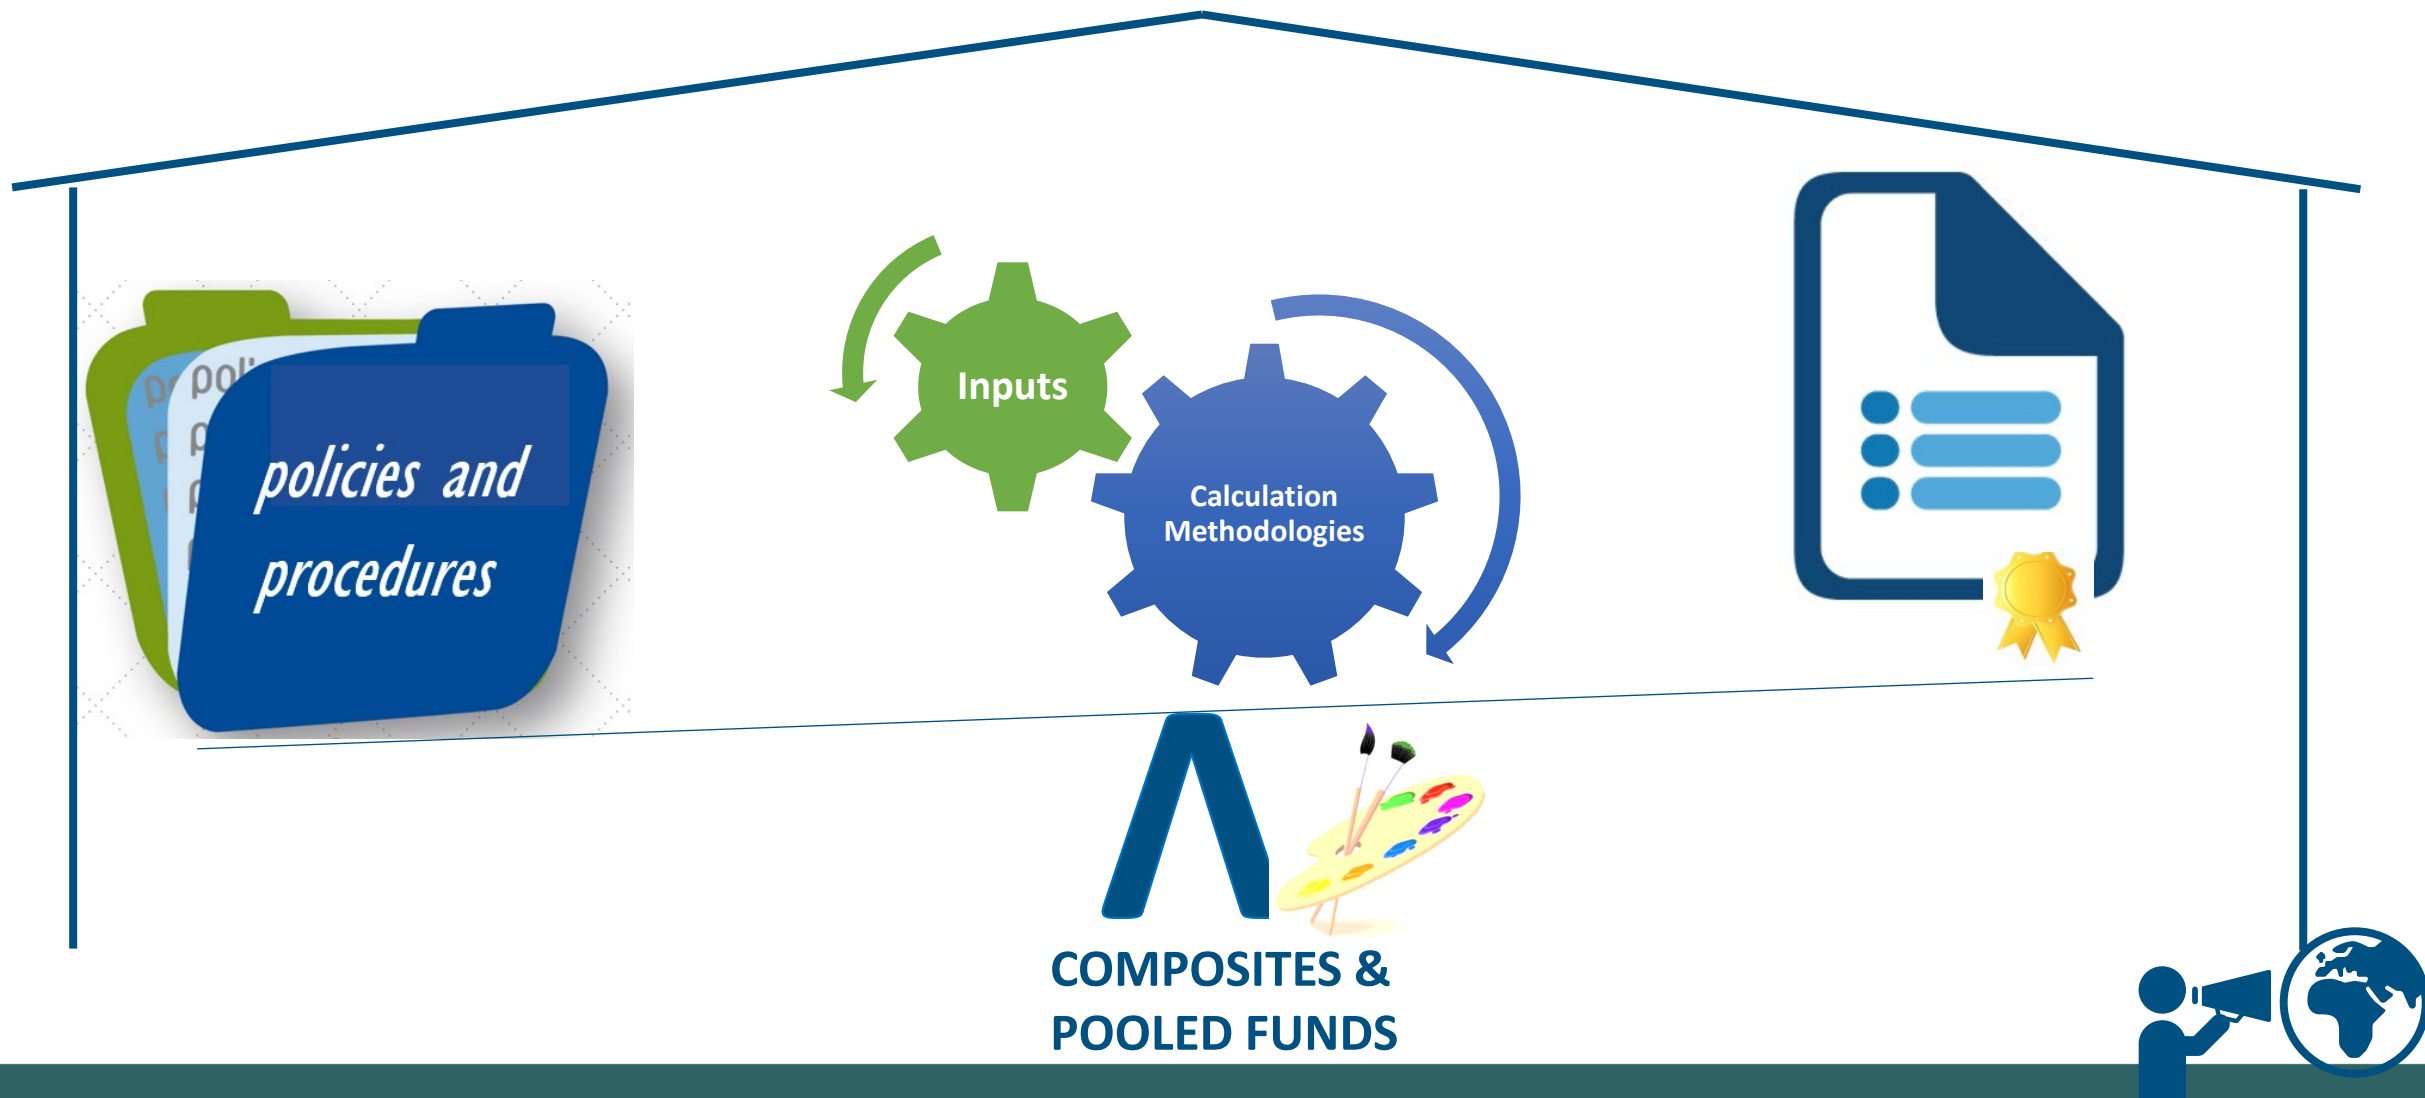 policies and
procedures
Inputs
Calculation
Methodologies
COMPOSITES &
POOLED FUNDS